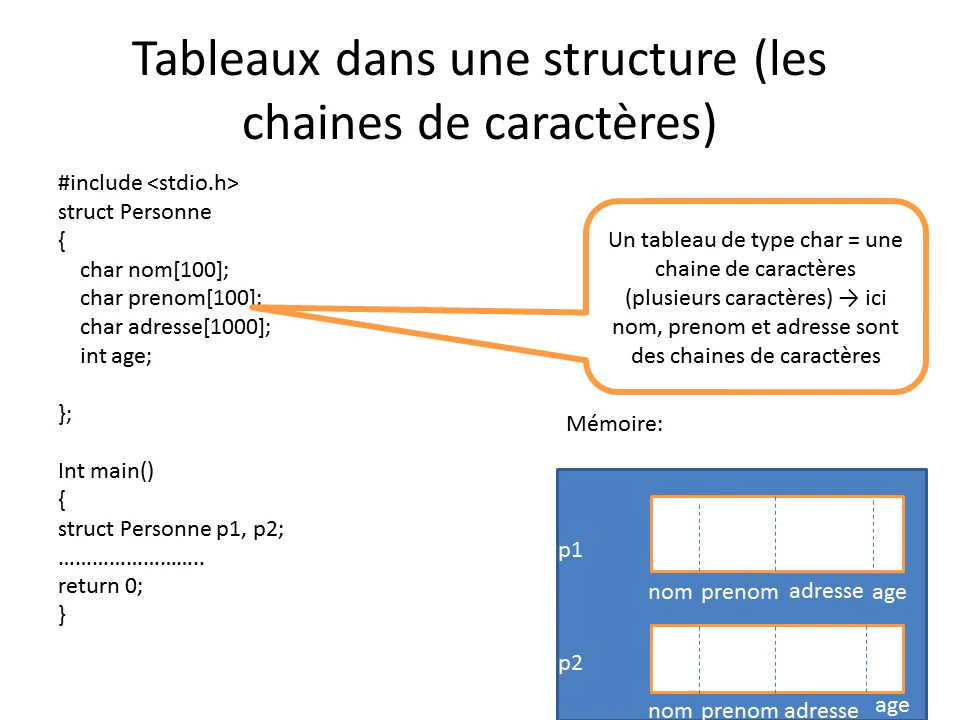 Tableaux dans une structure (les
chaines de caractères)
#include <stdio.h>
struct Personne
{
char nom[100];
char prenom[100];
char adresse[1000];
int age;
};
Int main()
{
struct Personne p1, p2;
……………………..
return 0;
}
Un tableau de type char = une
chaine de caractères
(plusieurs caractères) → ici
nom, prenom et adresse sont
des chaines de caractères
Mémoire:
p1
nom prenom adresse age
p2
nom prenom adresse age